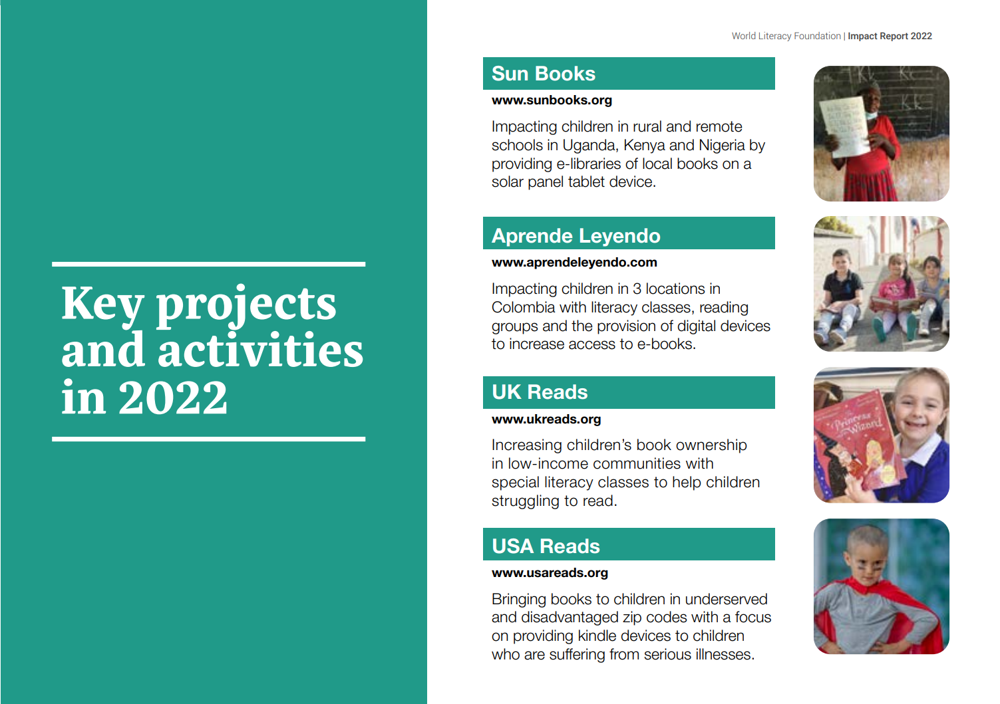 World Literacy Foundation | Impact Report 2022
Key projects
and activities
in 2022
Sun Books
www.sunbooks.org
Impacting children in rural and remote
schools in Uganda, Kenya and Nigeria by
providing e-libraries of local books on a
solar panel tablet device.
Kk
Kk
Kk
Aprende Leyendo
www.aprendeleyendo.com
Impacting children in 3 locations in
Colombia with literacy classes, reading
groups and the provision of digital devices
to increase access to e-books.
UK Reads
www.ukreads.org
Increasing children's book ownership
in low-income communities with
special literacy classes to help children
struggling to read.
Princess
Wizard
USA Reads
www.usareads.org
Bringing books to children in underserved
and disadvantaged zip codes with a focus
on providing kindle devices to children
who are suffering from serious illnesses.